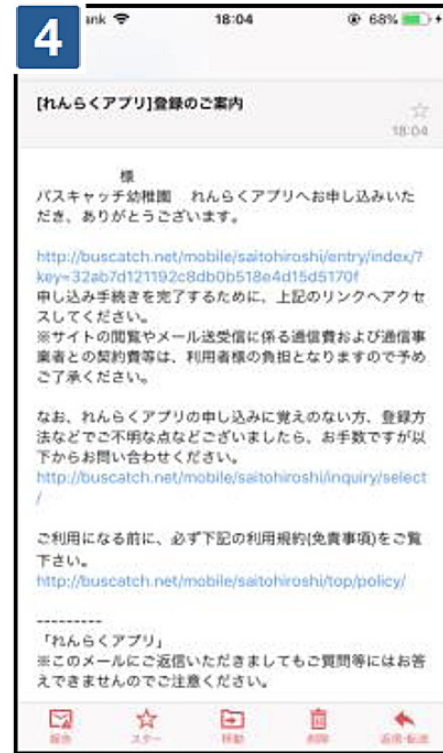 4
ank 18:04 68%
[れんらくアプリ]登録のご案内
18:04
様
バスキャッチ幼稚園 れんらくアプリへお申し込みいた
だき、ありがとうございます。
http://buscatch.net/mobile/saitohiroshi/entry/index/?
key=32ab7d121192c8db0b518e4d15d5170f
申し込み手続きを完了するために、上記のリンクへアクセ
スしてください。
※サイトの閲覧やメール送受信に係る通信費および通信事
業者との契約費等は、利用者様の負担となりますので予め
ご了承ください。
なお、れんらくアプリの申し込みに覚えのない方、登録方
法などでご不明な点などございましたら、お手数ですが以
下からお問い合わせください。
http://buscatch.net/mobile/saitohiroshi/inquiry/select
/
ご利用になる前に、必ず下記の利用規約(免責事項)をご覧
下さい。
http://buscatch.net/mobile/saitohiroshi/top/policy/
---------
「れんらくアプリ」
※このメールにご返信いただきましてもご質問等にはお答
えできませんのでご注意ください。
スター 移動 削除 返信・転送